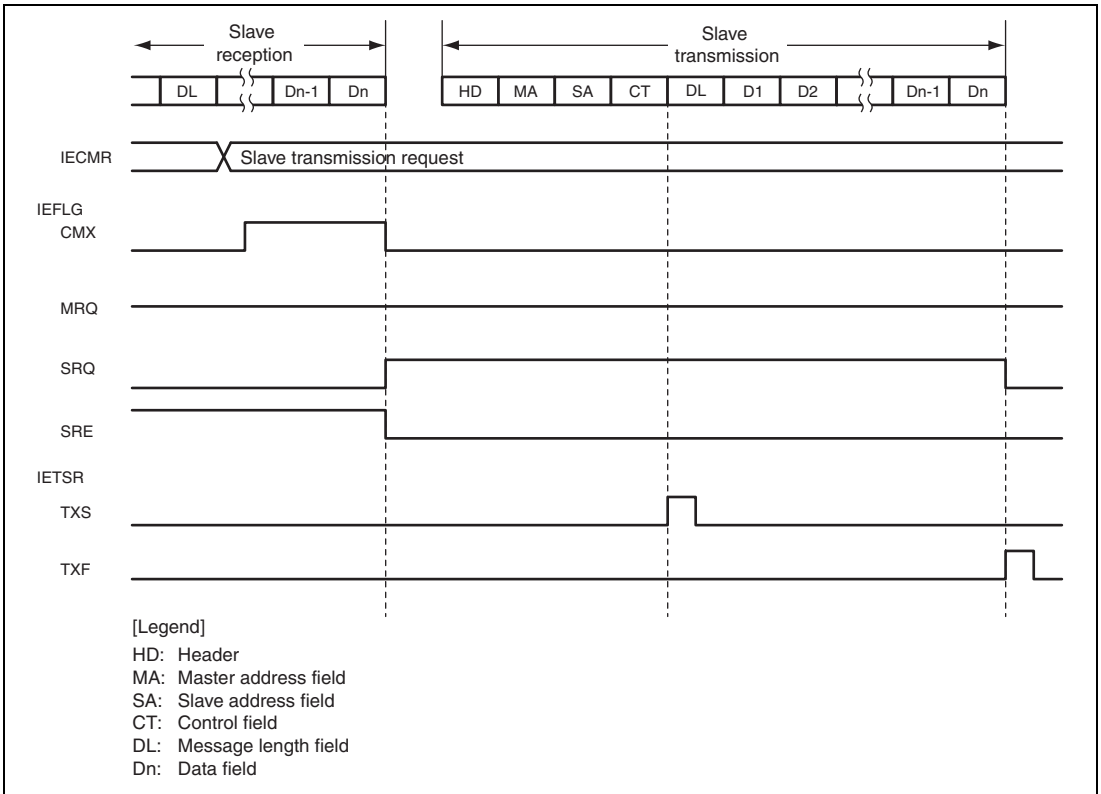 Slave
reception
Slave
transmission
DL Dn-1 Dn HD MA SA CT DL D1 D2 Dn-1 Dn
IECMR Slave transmission request
IEFLG
CMX
MRQ
SRQ
SRE
IETSR
TXS
TXF
[Legend]
HD: Header
MA: Master address field
SA: Slave address field
CT: Control field
DL: Message length field
Dn: Data field